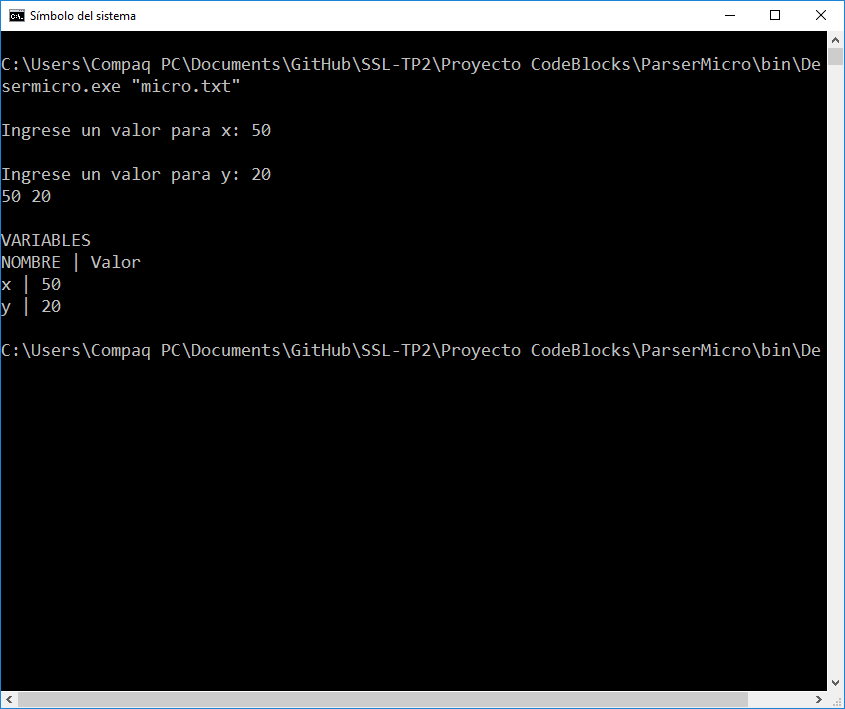 Símbolo del sistema
C:\Users\Compaq PC\Documents\GitHub\SSL-TP2\Proyecto CodeBlocks\ParserMicro\bin\De
sermicro.exe "micro.txt"
Ingrese un valor para x: 50
Ingrese un valor para y: 20
50 20
VARIABLES
NOMBRE | Valor
x | 50
y | 20
C:\Users\Compaq PC\Documents\GitHub\SSL-TP2\Proyecto CodeBlocks\ParserMicro\bin\De